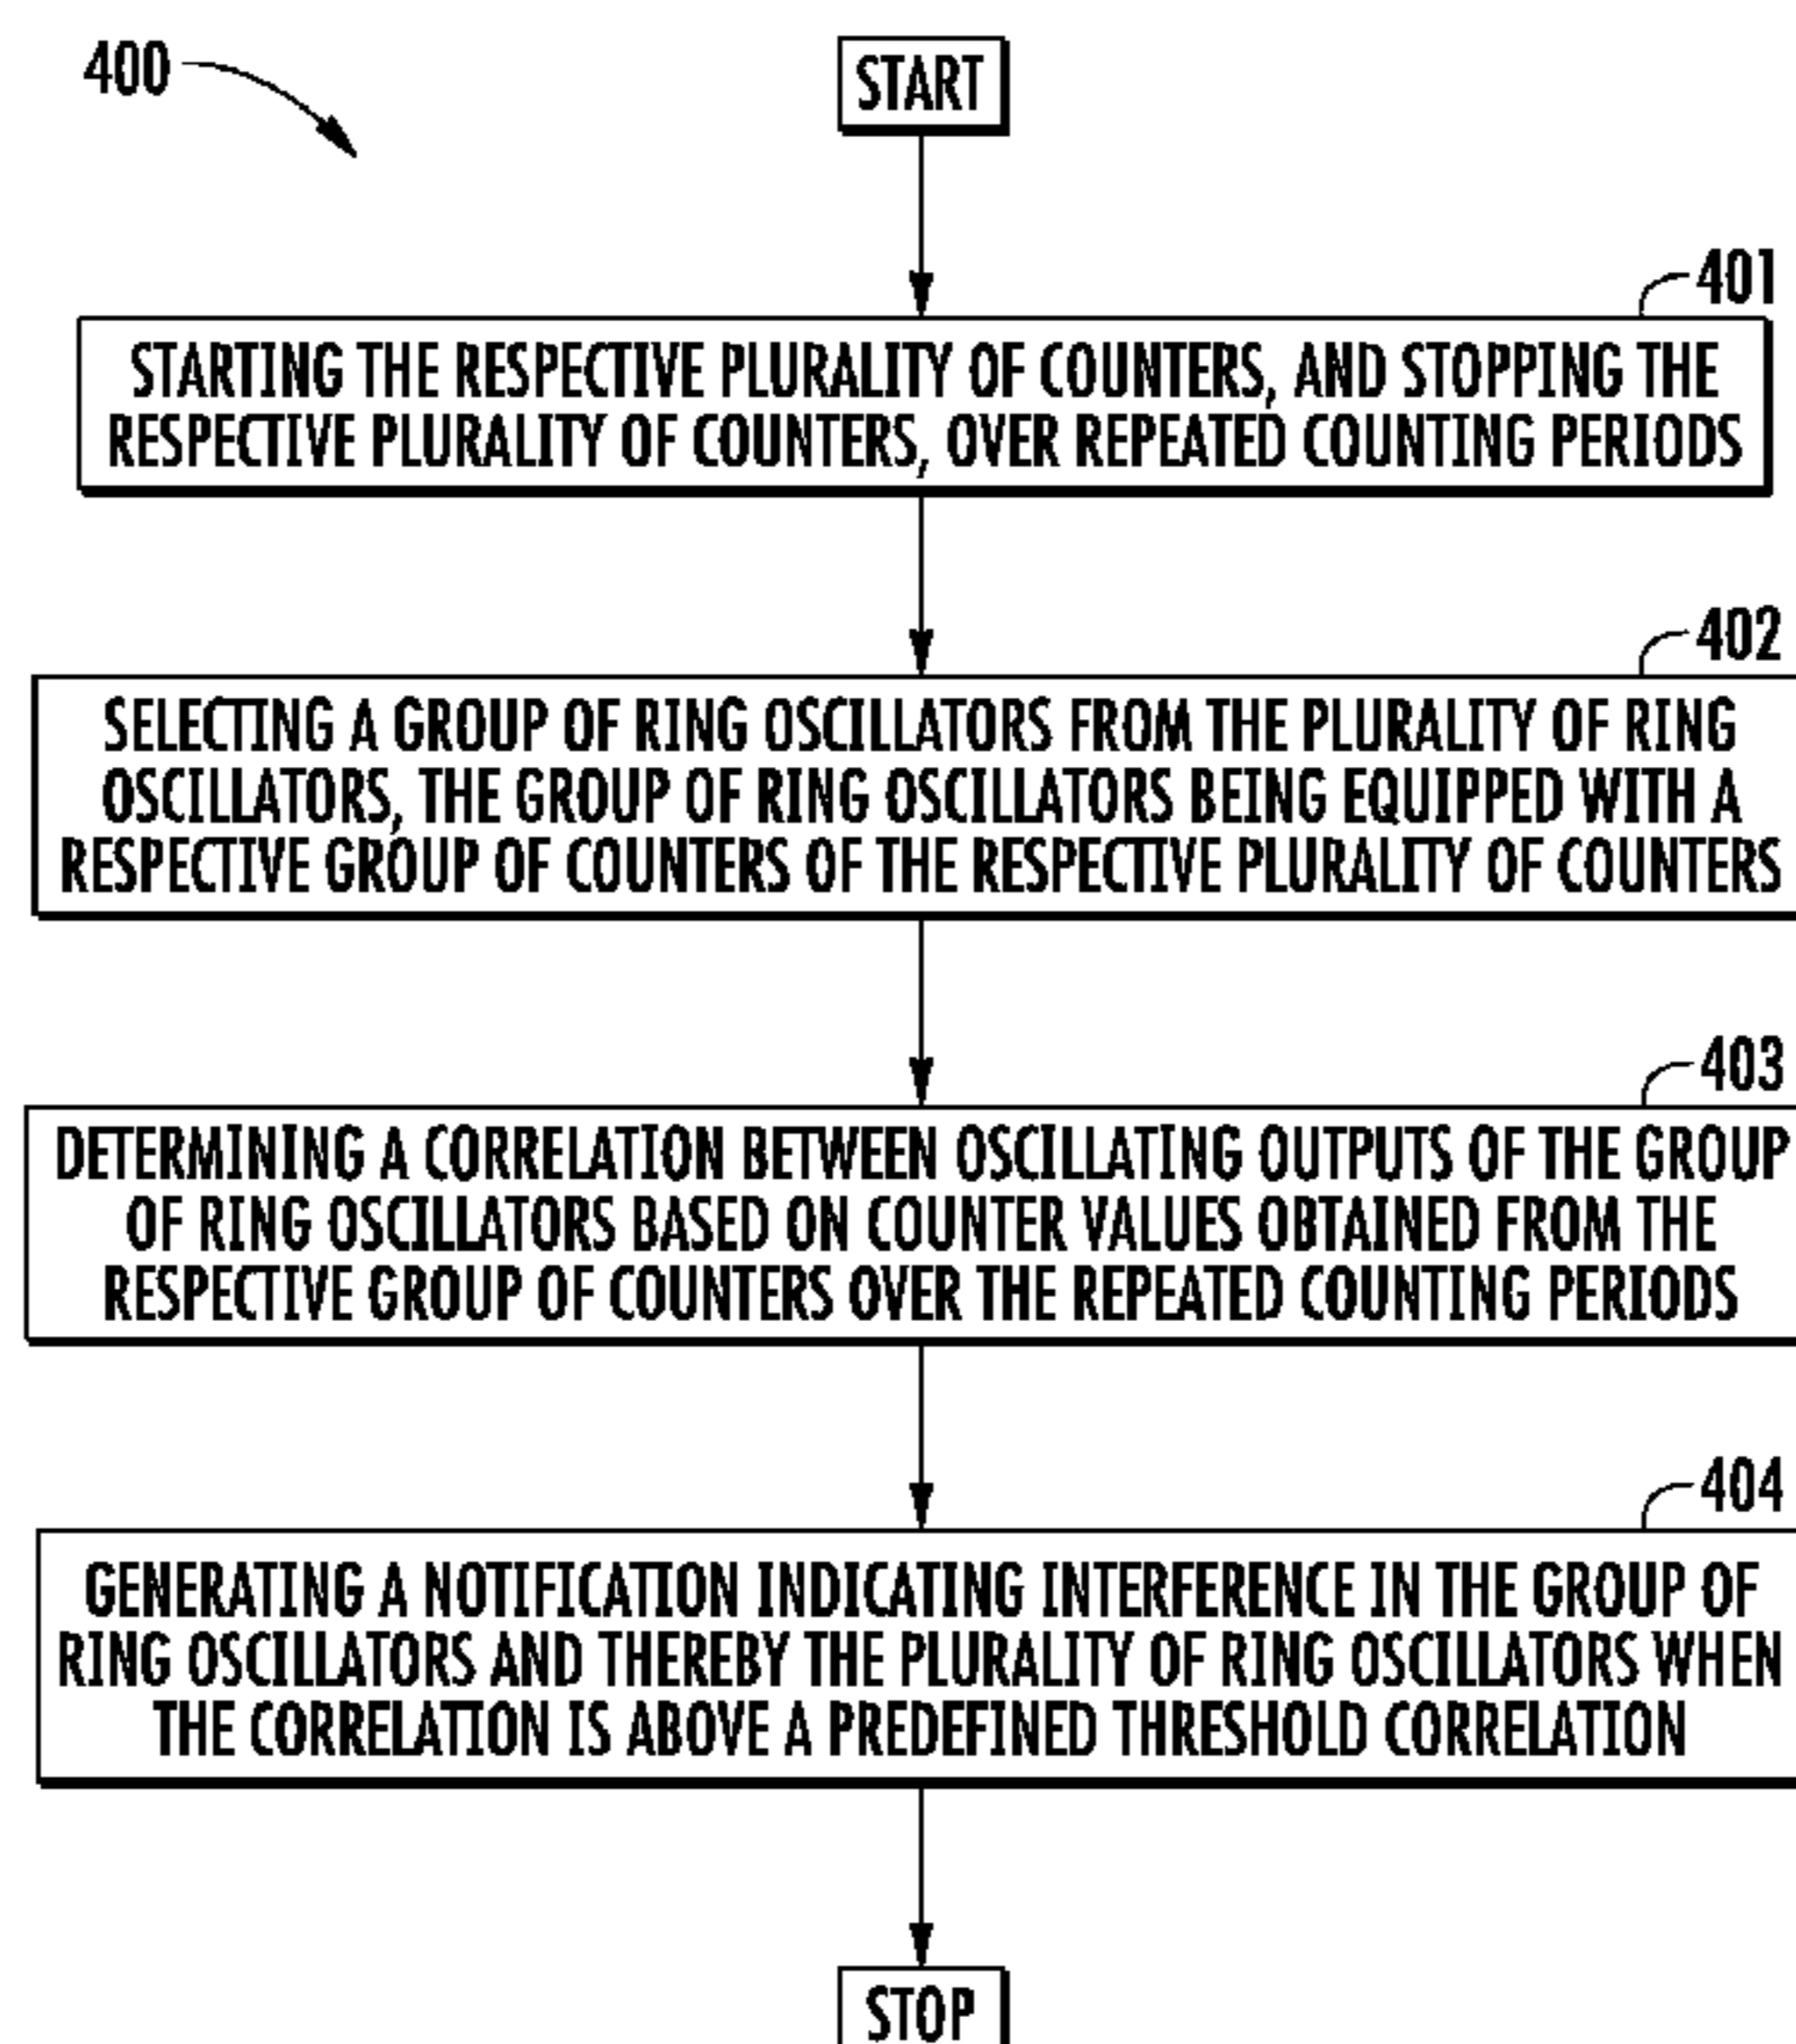 400
START
401
STARTING THE RESPECTIVE PLURALITY OF COUNTERS, AND STOPPING THE
RESPECTIVE PLURALITY OF COUNTERS, OVER REPEATED COUNTING PERIODS
402
SELECTING A GROUP OF RING OSCILLATORS FROM THE PLURALITY OF RING
OSCILLATORS, THE GROUP OF RING OSCILLATORS BEING EQUIPPED WITH A
RESPECTIVE GROUP OF COUNTERS OF THE RESPECTIVE PLURALITY OF COUNTERS
403
DETERMINING A CORRELATION BETWEEN OSCILLATING OUTPUTS OF THE GROUP
OF RING OSCILLATORS BASED ON COUNTER VALUES OBTAINED FROM THE
RESPECTIVE GROUP OF COUNTERS OVER THE REPEATED COUNTING PERIODS
404
GENERATING A NOTIFICATION INDICATING INTERFERENCE IN THE GROUP OF
RING OSCILLATORS AND THEREBY THE PLURALITY OF RING OSCILLATORS WHEN
THE CORRELATION IS ABOVE A PREDEFINED THRESHOLD CORRELATION
STOP